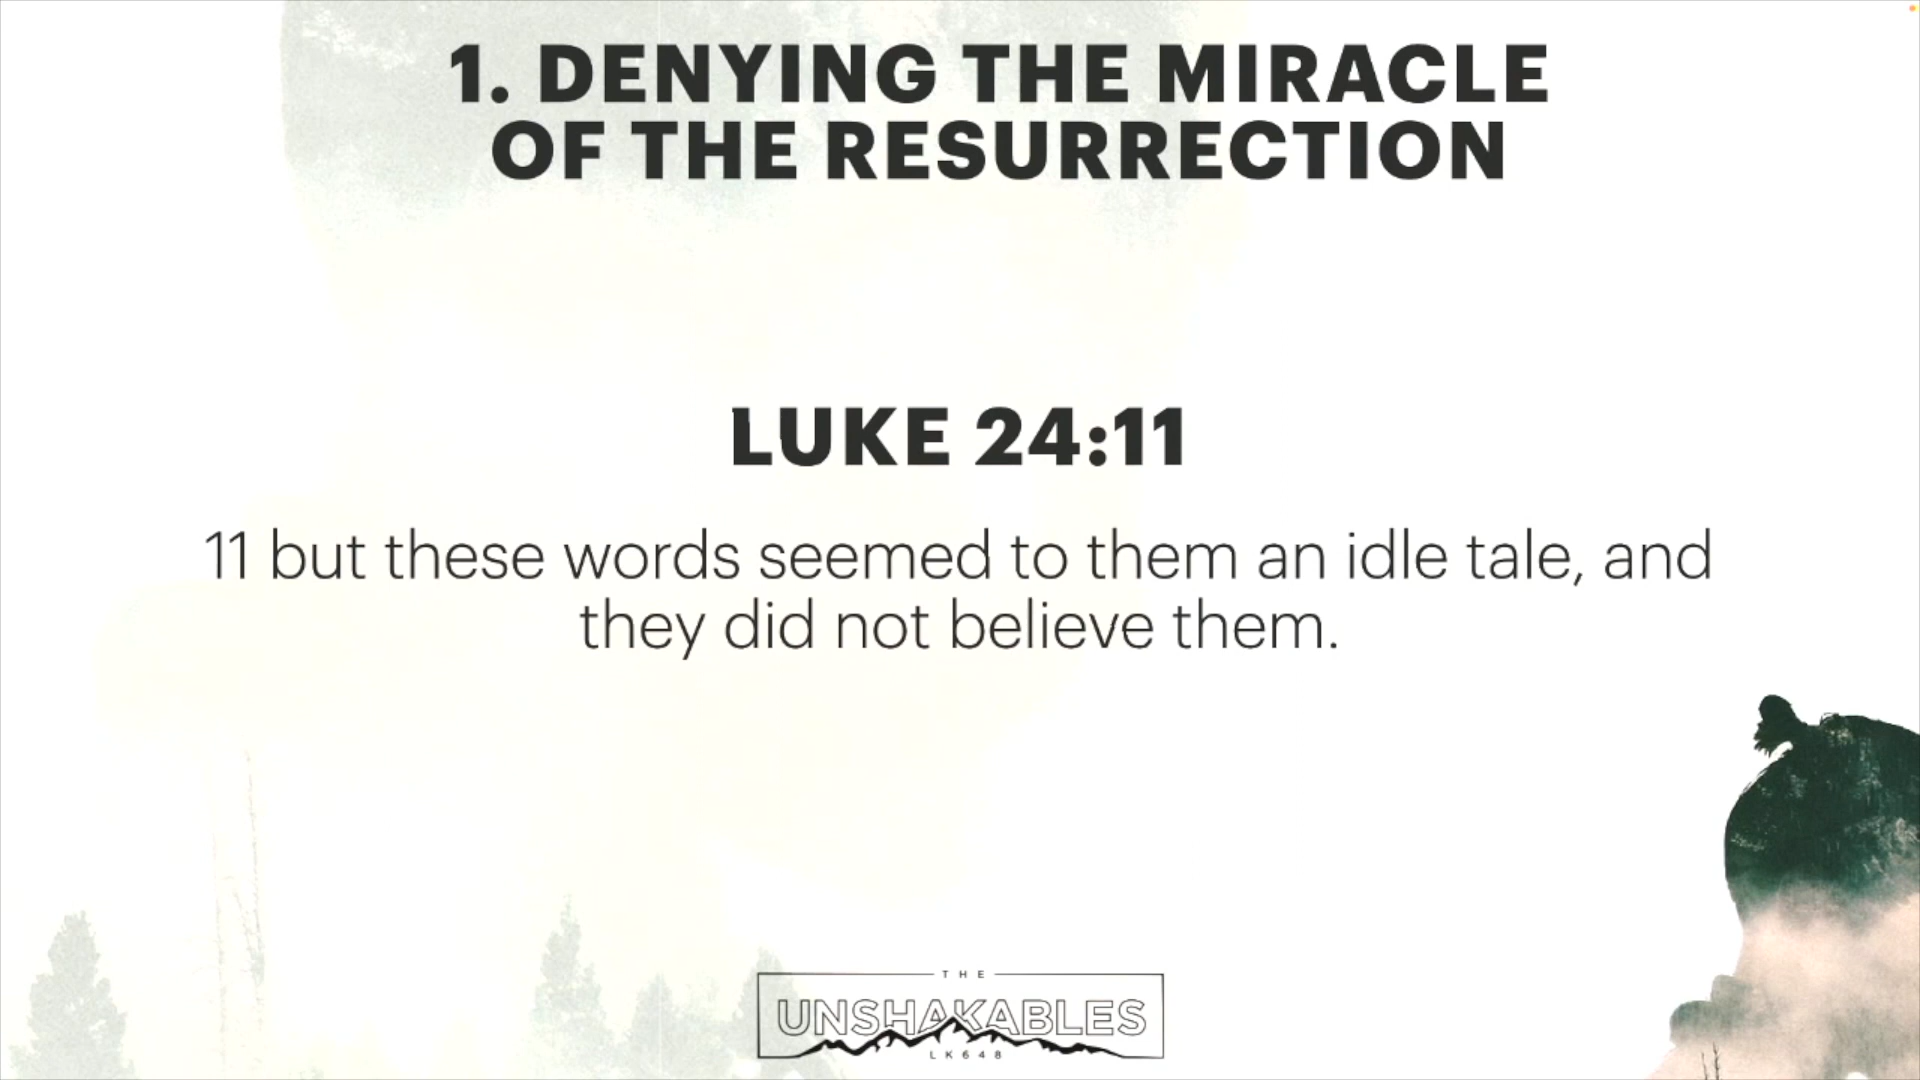 1. DENYING THE MIRACLE
OF THE RESURRECTION
LUKE 24:11
11 but these words seemed to them an idle tale, and
they did not believe them.
THE
UNSHAKABLES
LK648